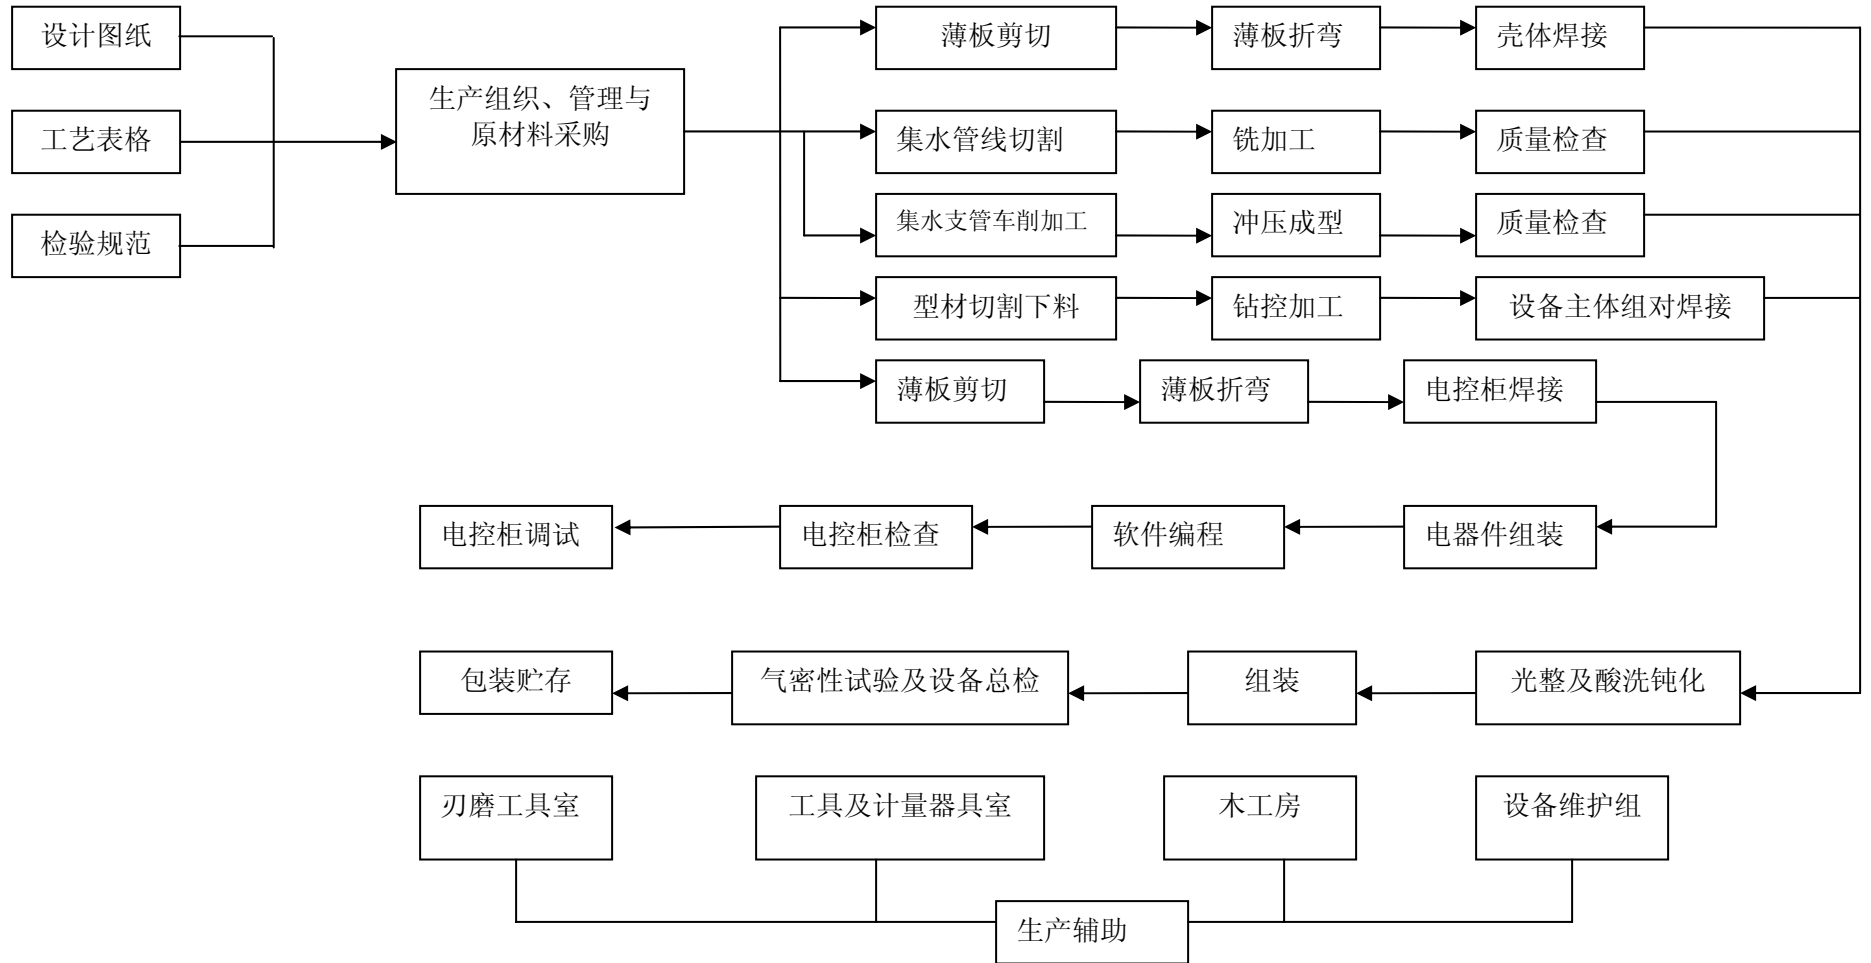 设计图纸
工艺表格
检验规范
生产组织、管理与
原材料采购
薄板剪切
薄板折弯
壳体焊接
集水管线切割
铣加工
质量检查
集水支管车削加工
冲压成型
质量检查
型材切割下料
钻控加工
设备主体组对焊接
薄板剪切
薄板折弯
电控柜焊接
电控柜调试
电控柜检查
软件编程
电器件组装
包装贮存
气密性试验及设备总检
组装
光整及酸洗钝化
刃磨工具室
工具及计量器具室
木工房
设备维护组
生产辅助